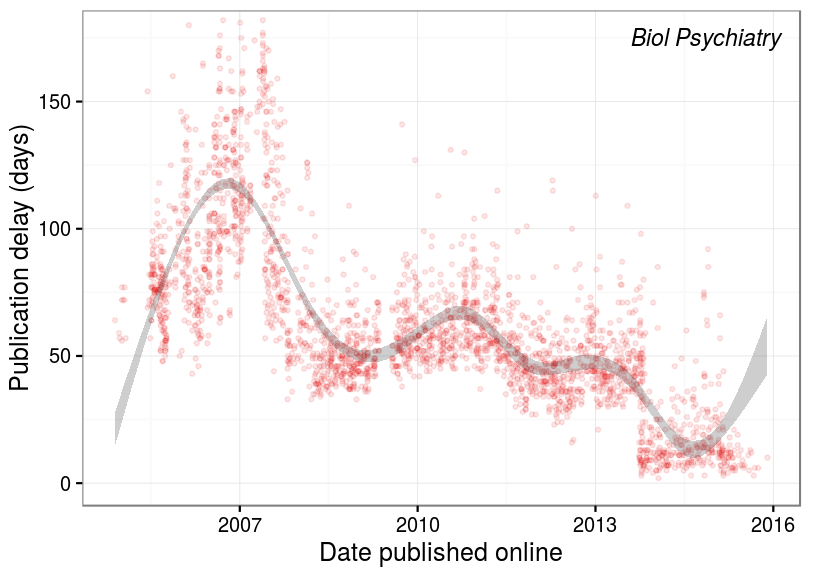 Biol Psychiatry
Publication delay (days)
150
100
50
0
2007 2010 2013 2016
Date published online